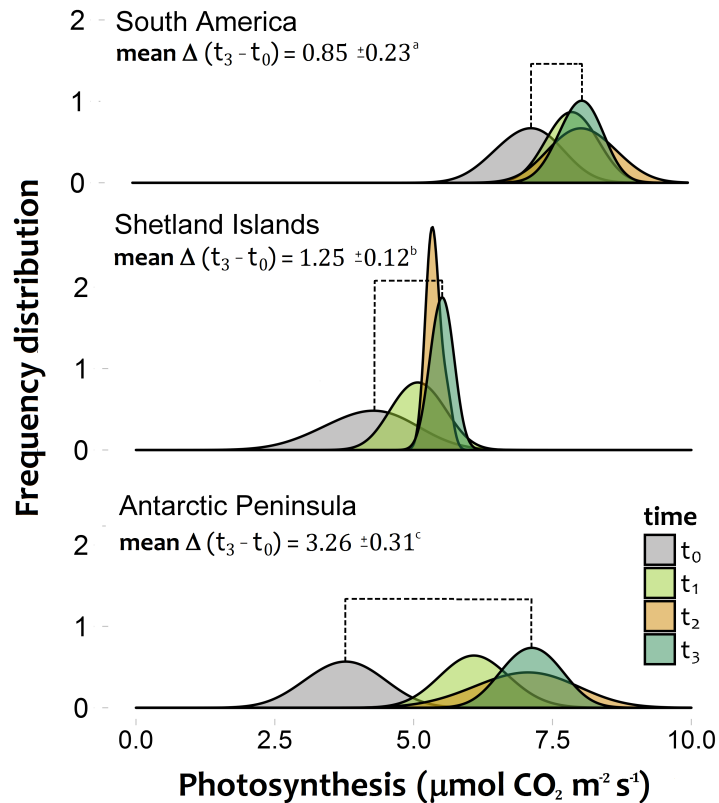 Frequency distribution
2
South America
mean Δ (t₃ - t₀) = 0.85 ±0.23ᵃ
1
0
Shetland Islands
mean Δ (t₃ - t₀) = 1.25 ±0.12ᵇ
2
1
0
Antarctic Peninsula
mean Δ (t₃ - t₀) = 3.26 ±0.31ᶜ
2
1
0
time
t₀
t₁
t₂
t₃
0.0 2.5 5.0 7.5 10.0
Photosynthesis (μmol CO₂ m⁻² s⁻¹)